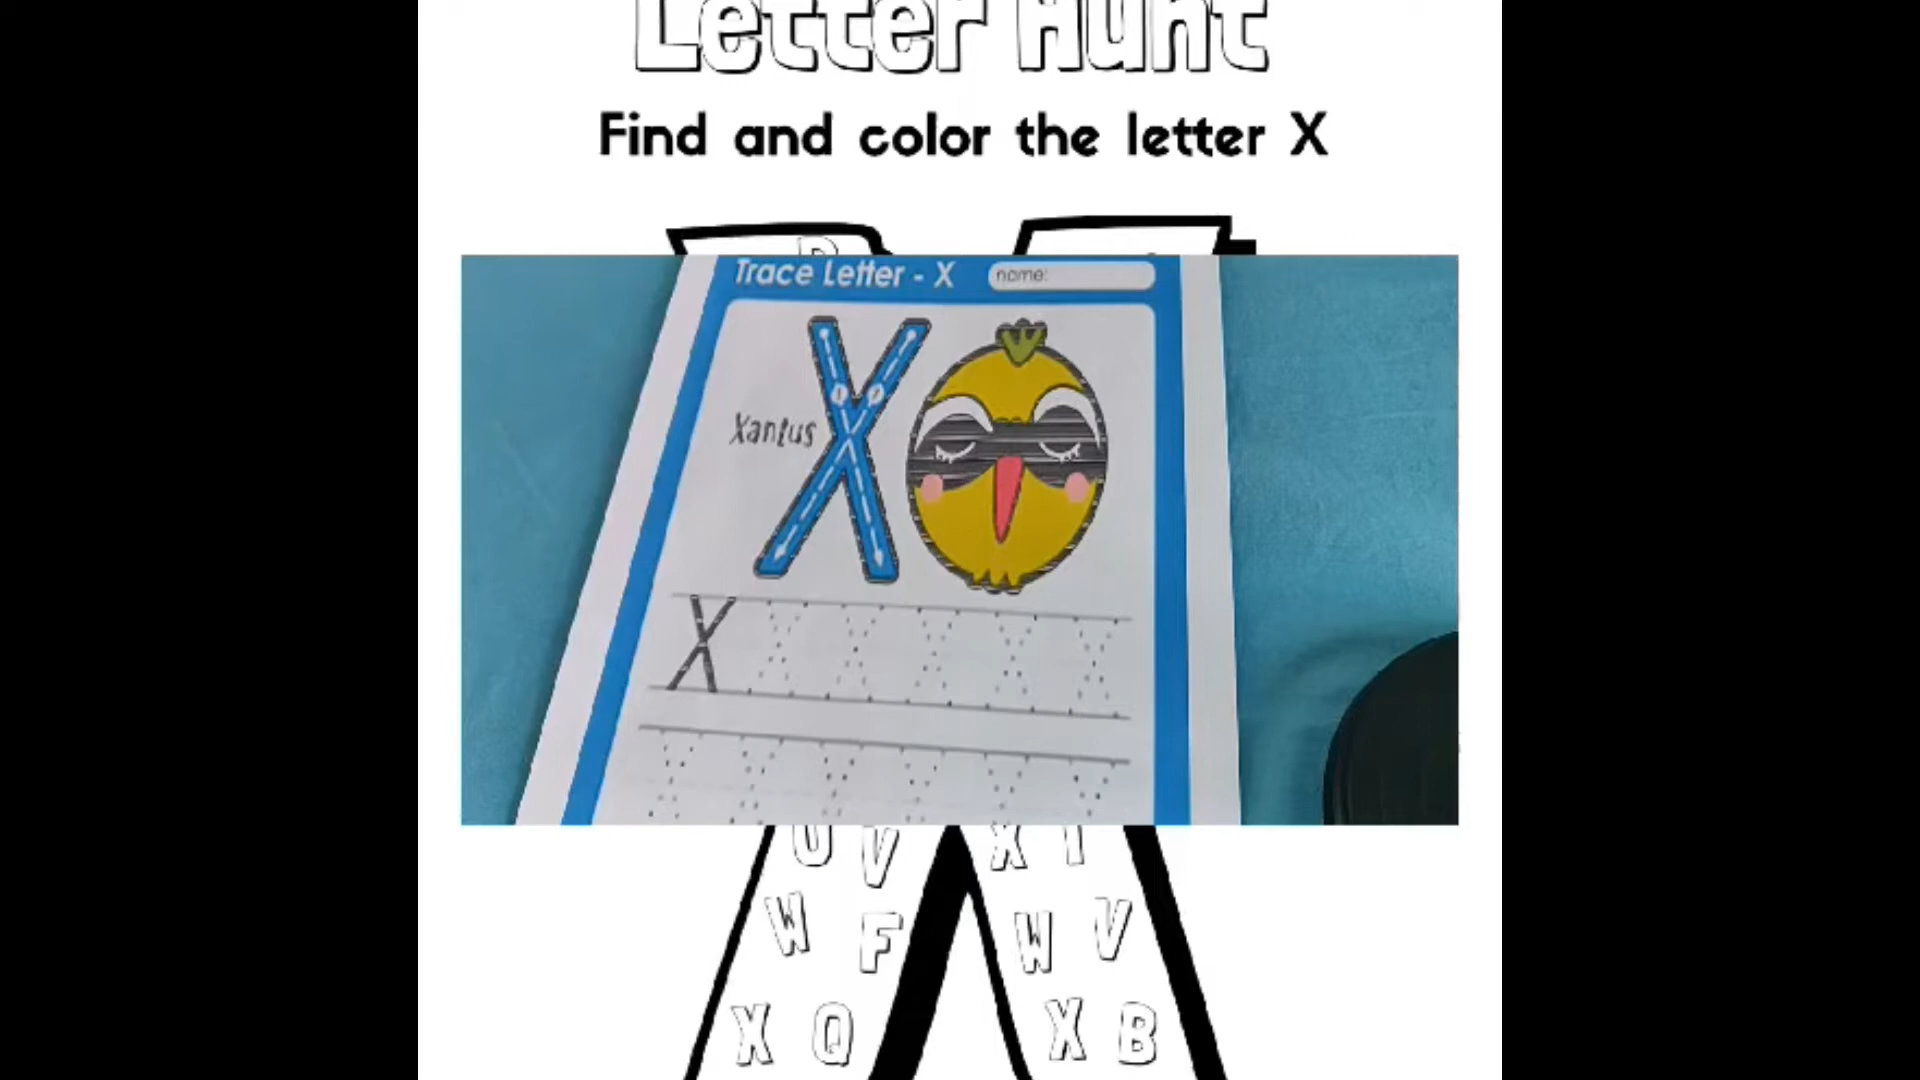 Letter Hunt
Find and color the letter X
Trace Letter - X
name:
X
Xantus
X X X X X X
X X X X X X
U V X I
W F W V
X Q X B